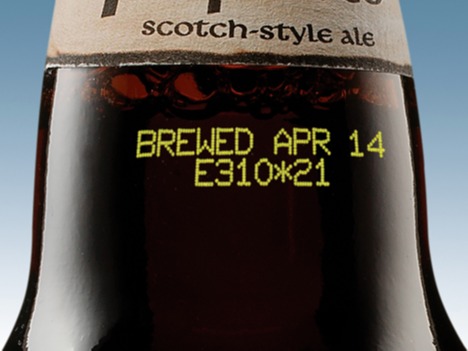 scotch-style ale
BREWED APR 14
E310*21